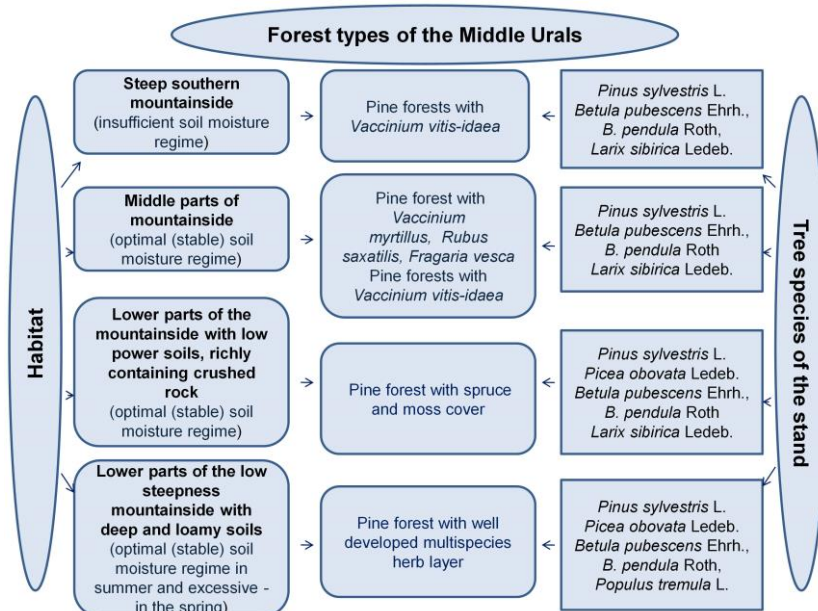 Forest types of the Middle Urals
Habitat
Steep southern
mountainside
(insufficient soil moisture
regime)
Pine forests with
Vaccinium vitis-idaea
Pinus sylvestris L.
Betula pubescens Ehrh.,
B. pendula Roth,
Larix sibirica Ledeb.
Middle parts of
mountainside
(optimal (stable) soil
moisture regime)
Pine forest with
Vaccinium
myrtillus, Rubus
saxatilis, Fragaria vesca
Pine forests with
Vaccinium vitis-idaea
Pinus sylvestris L.
Betula pubescens Ehrh.,
B. pendula Roth
Larix sibirica Ledeb.
Lower parts of the
mountainside with low
power soils, richly
containing crushed
rock
(optimal (stable) soil
moisture regime)
Pine forest with spruce
and moss cover
Pinus sylvestris L.
Picea obovata Ledeb.
Betula pubescens Ehrh.,
B. pendula Roth
Larix sibirica Ledeb.
Lower parts of the low
steepness
mountainside with
deep and loamy soils
(optimal (stable) soil
moisture regime in
summer and excessive -
in the spring)
Pine forest with well
developed multispecies
herb layer
Pinus sylvestris L.
Picea obovata Ledeb.
Betula pubescens Ehrh.,
B. pendula Roth,
Populus tremula L.
Tree species of the stand